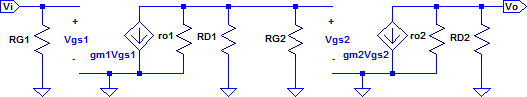 Vi
Vo
+
+
RG1
Vgs1
ro1
RD1
RG2
Vgs2
ro2
RD2
-
gm1Vgs1
-
gm2Vgs2